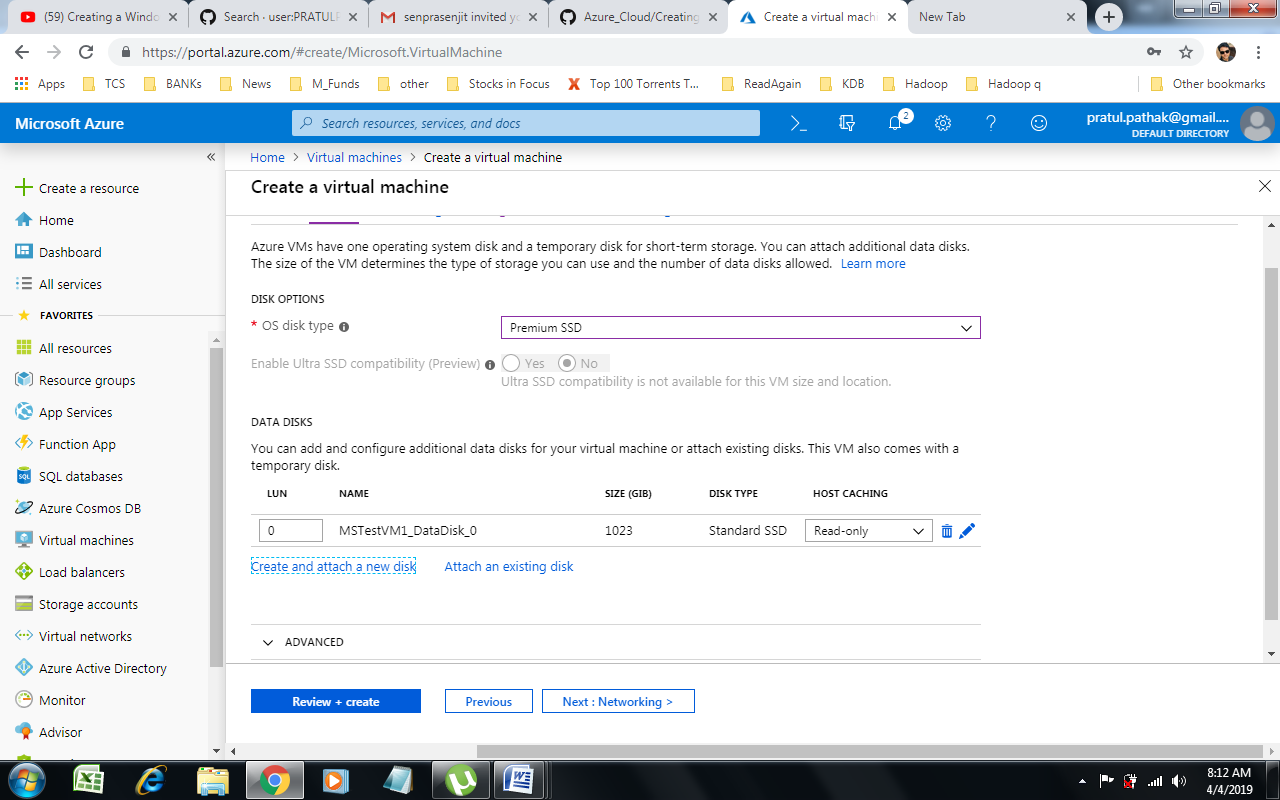 (59) Creating a Windo
Search · user:PRATULP
senprasenjit invited yo
Azure_Cloud/Creating
Create a virtual machi
New Tab
https://portal.azure.com/#create/Microsoft.VirtualMachine
Apps
TCS
BANKs
News
M_Funds
other
Stocks in Focus
Top 100 Torrents T...
ReadAgain
KDB
Hadoop
Hadoop q
Other bookmarks
Microsoft Azure
Search resources, services, and docs
2
pratul.pathak@gmail....
DEFAULT DIRECTORY
Create a resource
Home
Dashboard
All services
FAVORITES
All resources
Resource groups
App Services
Function App
SQL databases
Azure Cosmos DB
Virtual machines
Load balancers
Storage accounts
Virtual networks
Azure Active Directory
Monitor
Advisor
Home > Virtual machines > Create a virtual machine
Create a virtual machine
Azure VMs have one operating system disk and a temporary disk for short-term storage. You can attach additional data disks.
The size of the VM determines the type of storage you can use and the number of data disks allowed. Learn more
DISK OPTIONS
* OS disk type
Premium SSD
Enable Ultra SSD compatibility (Preview)
Yes No
Ultra SSD compatibility is not available for this VM size and location.
DATA DISKS
You can add and configure additional data disks for your virtual machine or attach existing disks. This VM also comes with a
temporary disk.
LUN NAME SIZE (GIB) DISK TYPE HOST CACHING
0 MSTestVM1_DataDisk_0 1023 Standard SSD Read-only
Create and attach a new disk Attach an existing disk
ADVANCED
Review + create Previous Next : Networking >
8:12 AM
4/4/2019